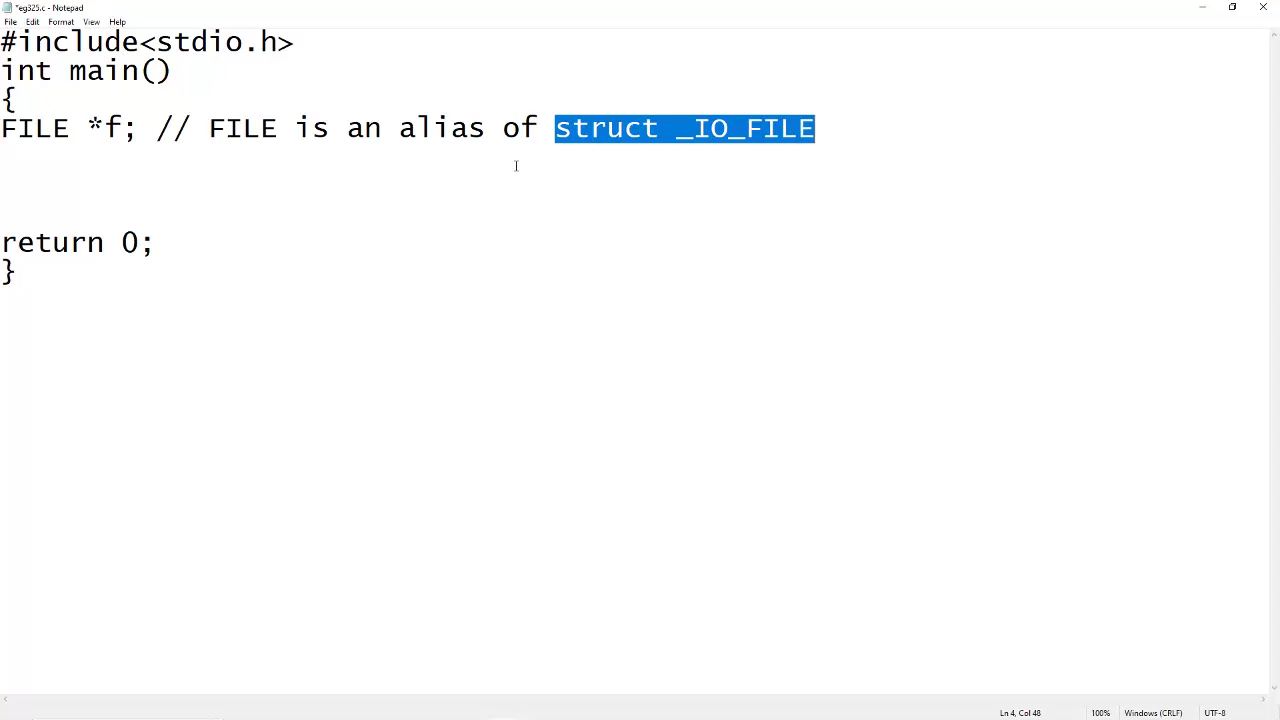 *eg325.c - Notepad
File Edit Format View Help
#include<stdio.h>
int main()
{
FILE *f; // FILE is an alias of struct _IO_FILE
return 0;
}
Ln 4, Col 48 100% Windows (CRLF) UTF-8